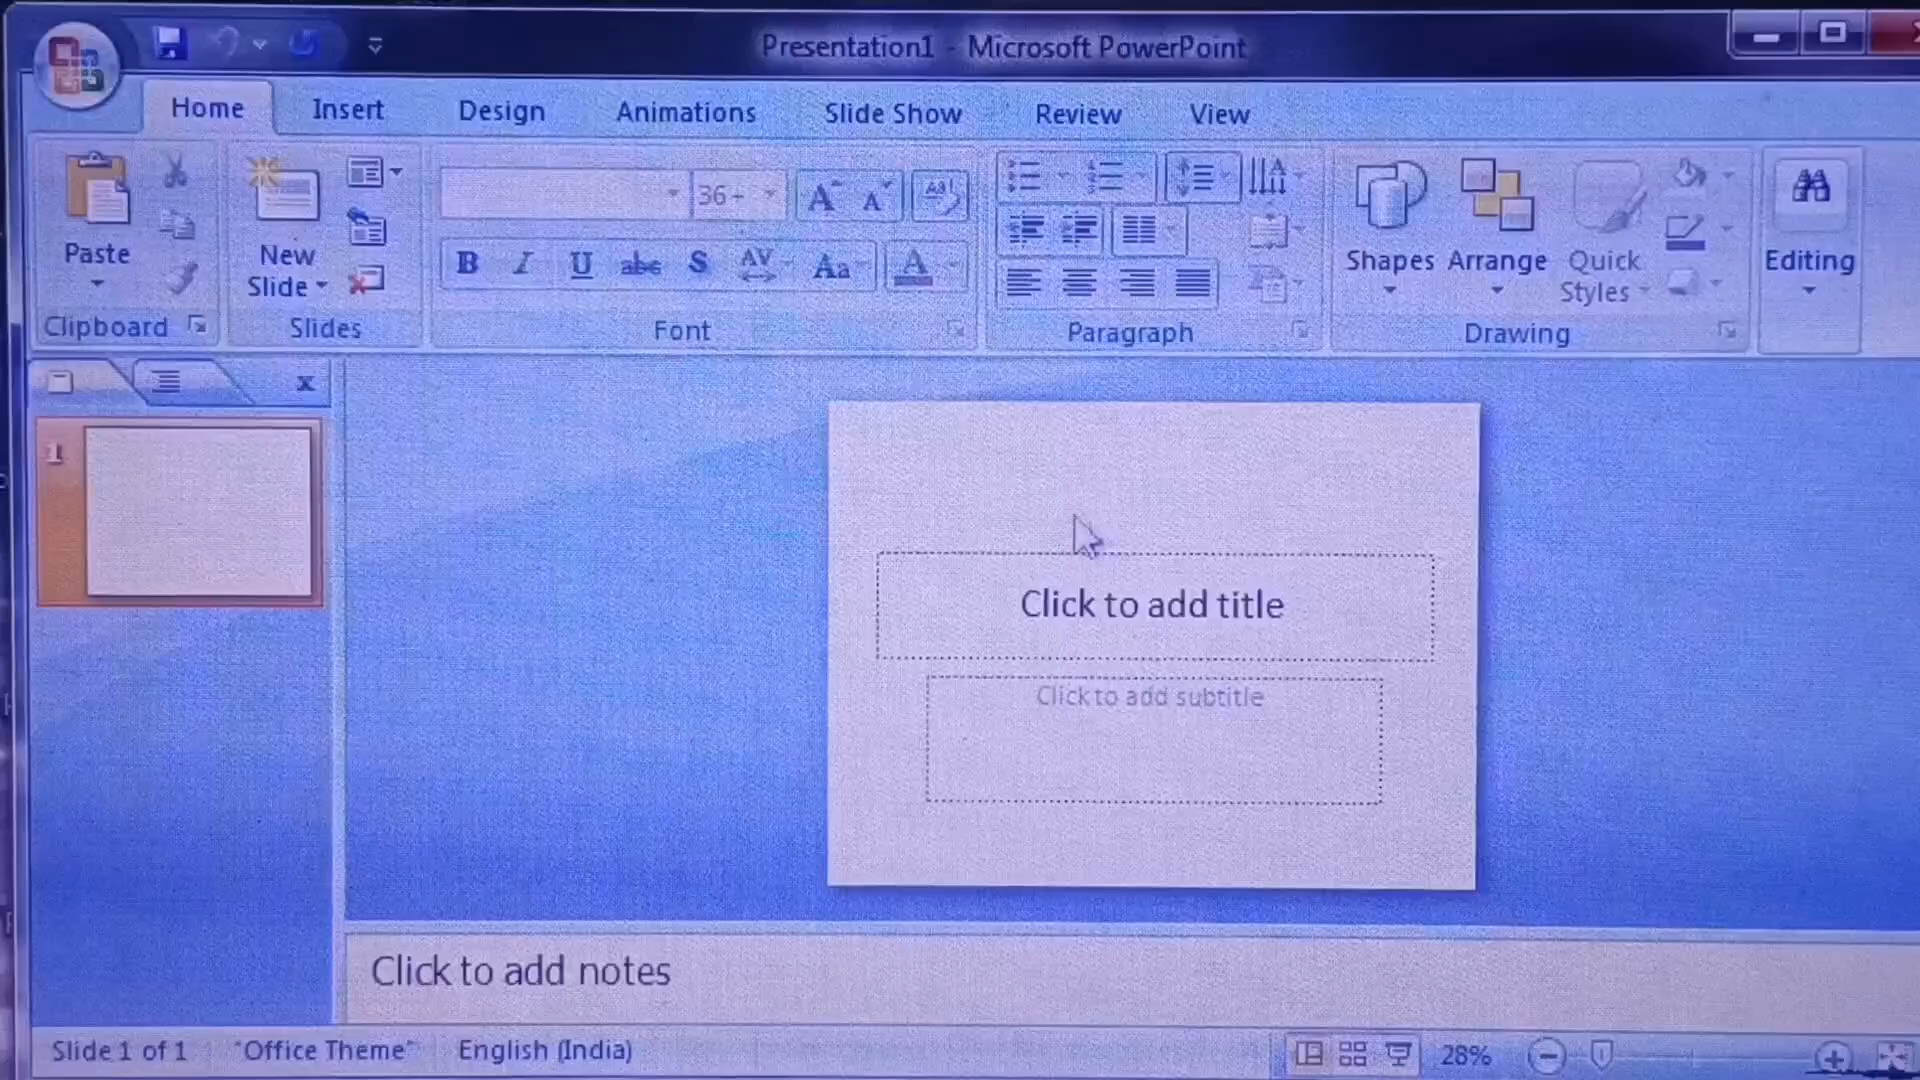 Presentation1 - Microsoft PowerPoint
Home Insert Design Animations Slide Show Review View
Paste
New Slide
36
B I U abc S AV Aa A
Shapes Arrange Quick Styles Editing
Clipboard Slides Font Paragraph Drawing
x
1
Click to add title
Click to add subtitle
Click to add notes
Slide 1 of 1 "Office Theme" English (India) 28%